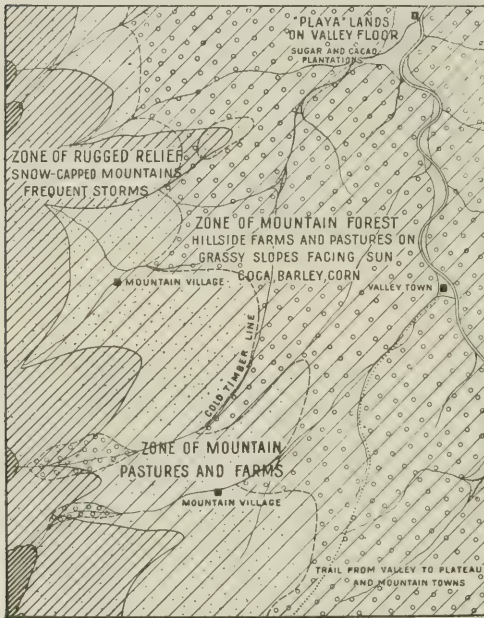 "PLAYA" LANDS
ON VALLEY FLOOR
SUGAR AND CACAO
PLANTATIONS
ZONE OF RUGGED RELIEF
SNOW-CAPPED MOUNTAINS
FREQUENT STORMS
ZONE OF MOUNTAIN FOREST
HILLSIDE FARMS AND PASTURES ON
GRASSY SLOPES FACING SUN
COCA, BARLEY, CORN
MOUNTAIN VILLAGE
VALLEY TOWN
COLD TIMBER LINE
ZONE OF MOUNTAIN
PASTURES AND FARMS
MOUNTAIN VILLAGE
TRAIL FROM VALLEY TO PLATEAU
AND MOUNTAIN TOWNS